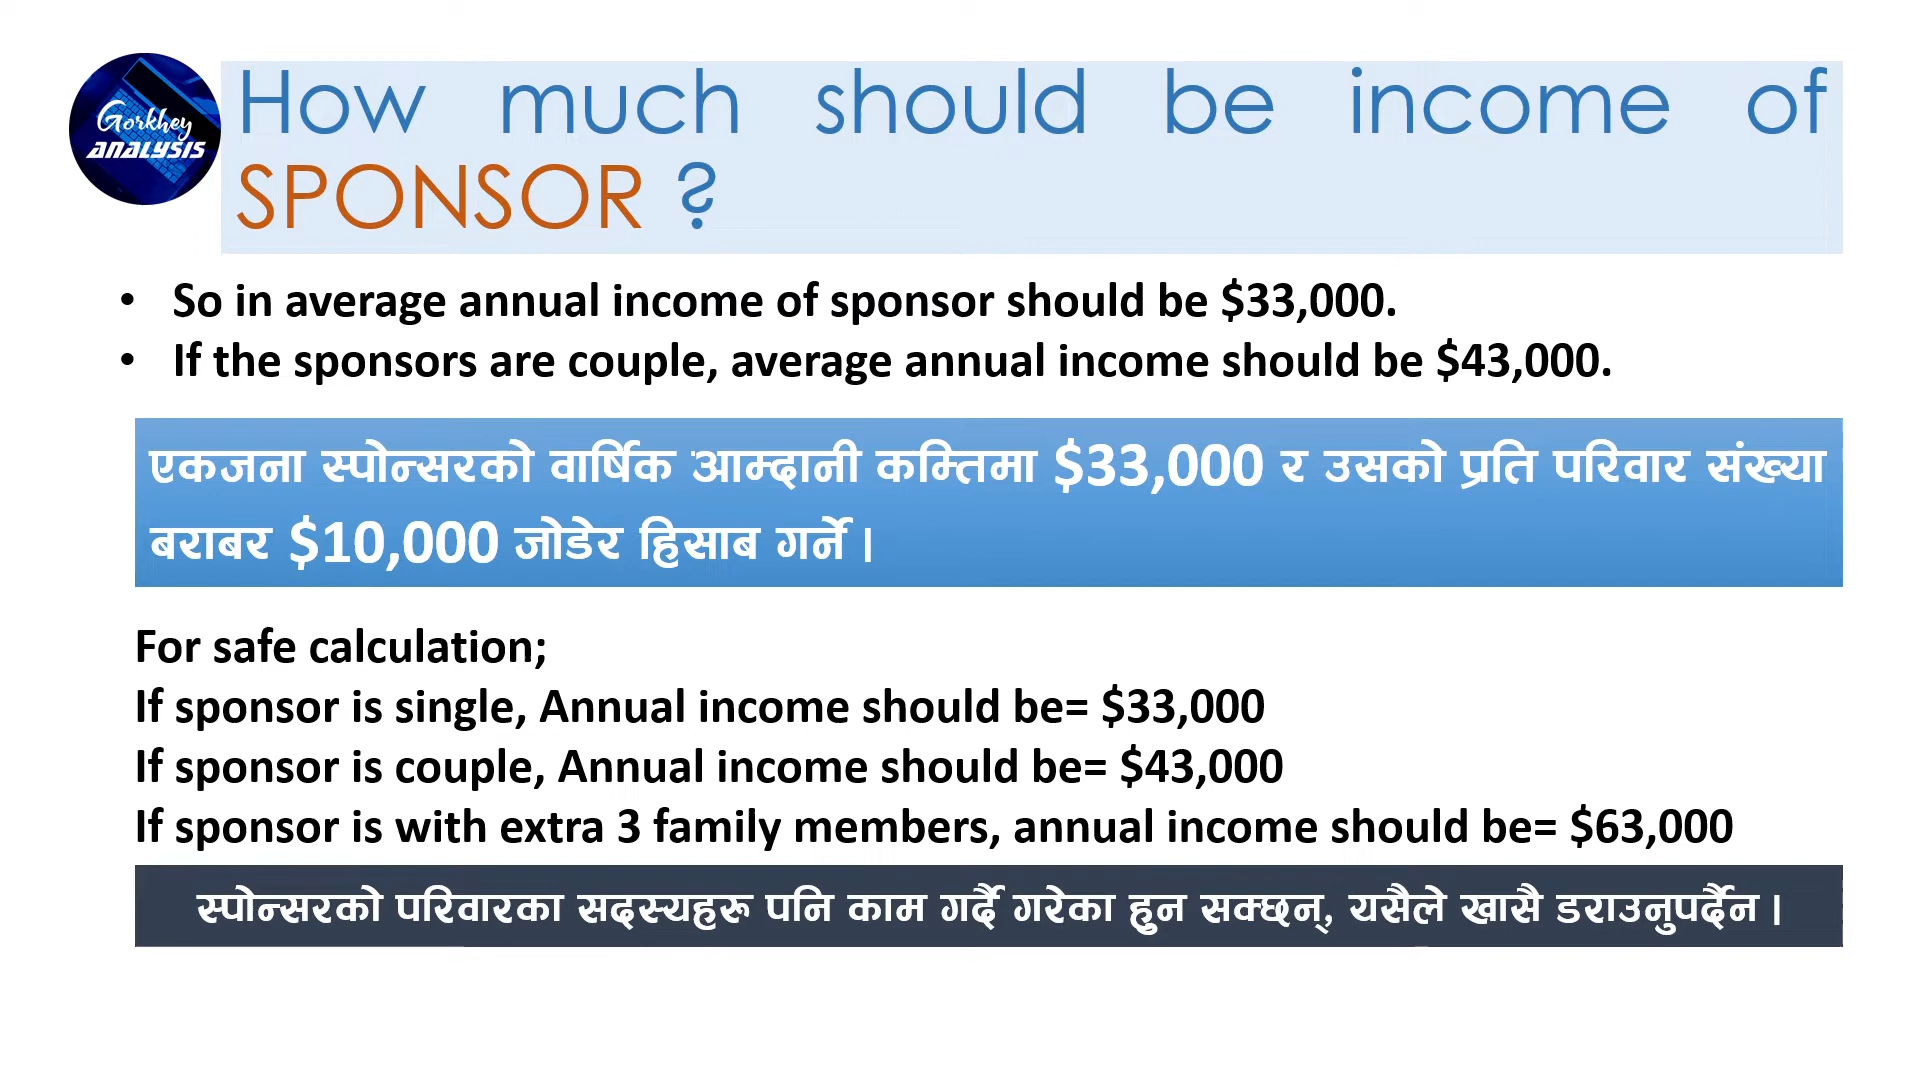 Gorkhey
ANALYSIS
How much should be income of
SPONSOR ?
• So in average annual income of sponsor should be $33,000.
• If the sponsors are couple, average annual income should be $43,000.
एकजना स्पोन्सरको वार्षिक आम्दानी कम्तिमा $33,000 र उसको प्रति परिवार संख्या
बराबर $10,000 जोडेर हिसाब गर्ने ।
For safe calculation;
If sponsor is single, Annual income should be= $33,000
If sponsor is couple, Annual income should be= $43,000
If sponsor is with extra 3 family members, annual income should be= $63,000
स्पोन्सरको परिवारका सदस्यहरू पनि काम गर्दै गरेका हुन सक्छन्, यसैले खासै डराउनुपर्दैन ।